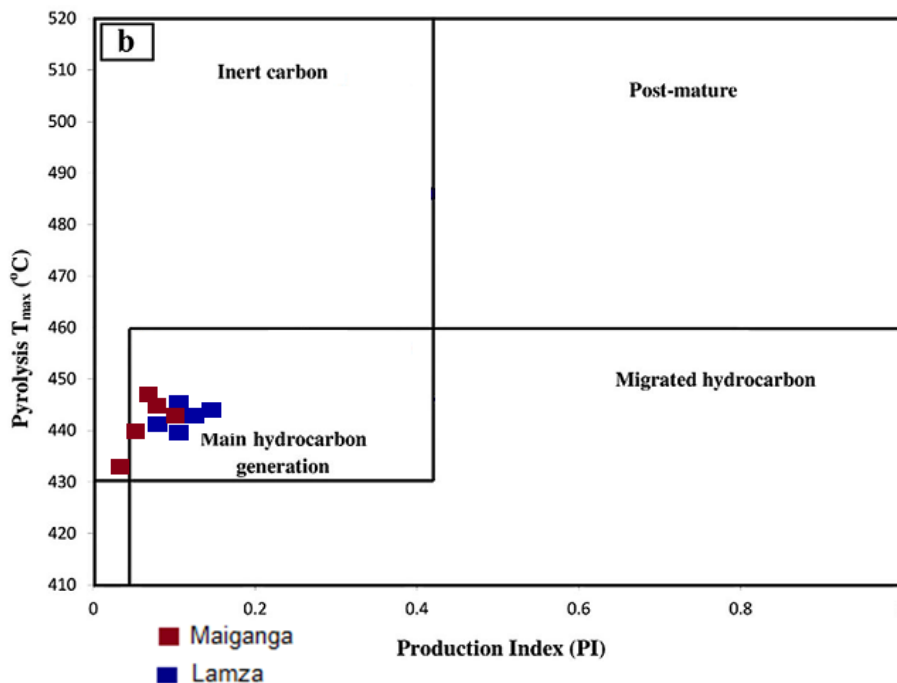 b
Inert carbon
Post-mature
Migrated hydrocarbon
Main hydrocarbon
generation
Pyrolysis Tmax (°C)
520
510
500
490
480
470
460
450
440
430
420
410
0
0.2
0.4
0.6
0.8
Production Index (PI)
Maiganga
Lamza